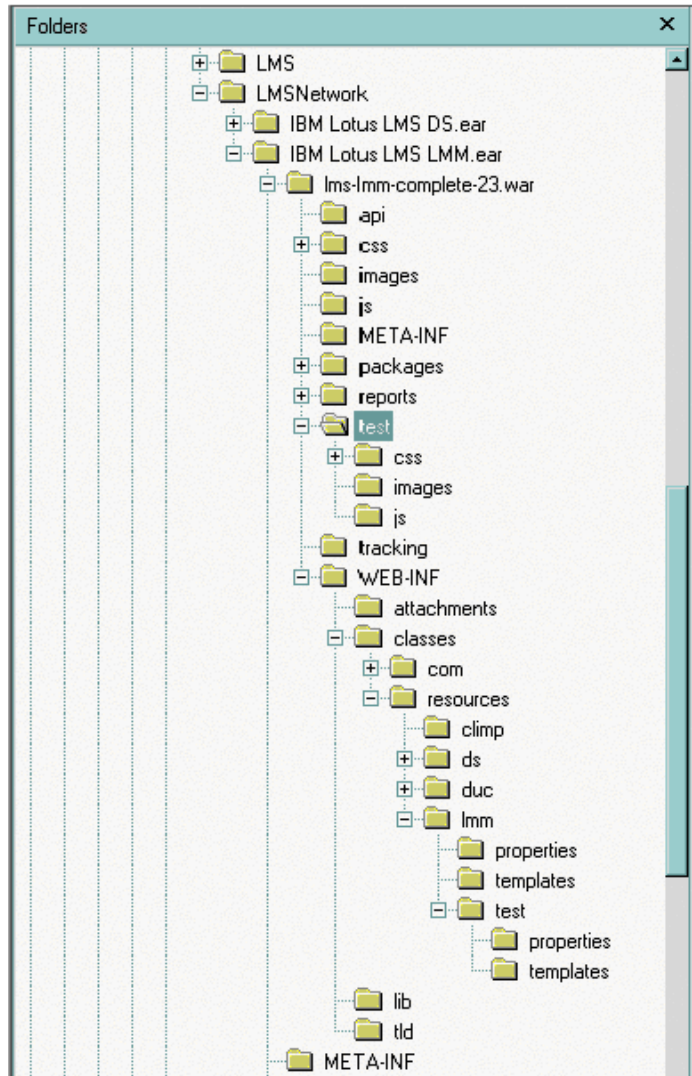 Folders
LMS
LMSNetwork
IBM Lotus LMS DS.ear
IBM Lotus LMS LMM.ear
lms-lmm-complete-23.war
api
css
images
js
META-INF
packages
reports
test
css
images
js
tracking
WEB-INF
attachments
classes
com
resources
climp
ds
duc
lmm
properties
templates
test
properties
templates
lib
tld
META-INF